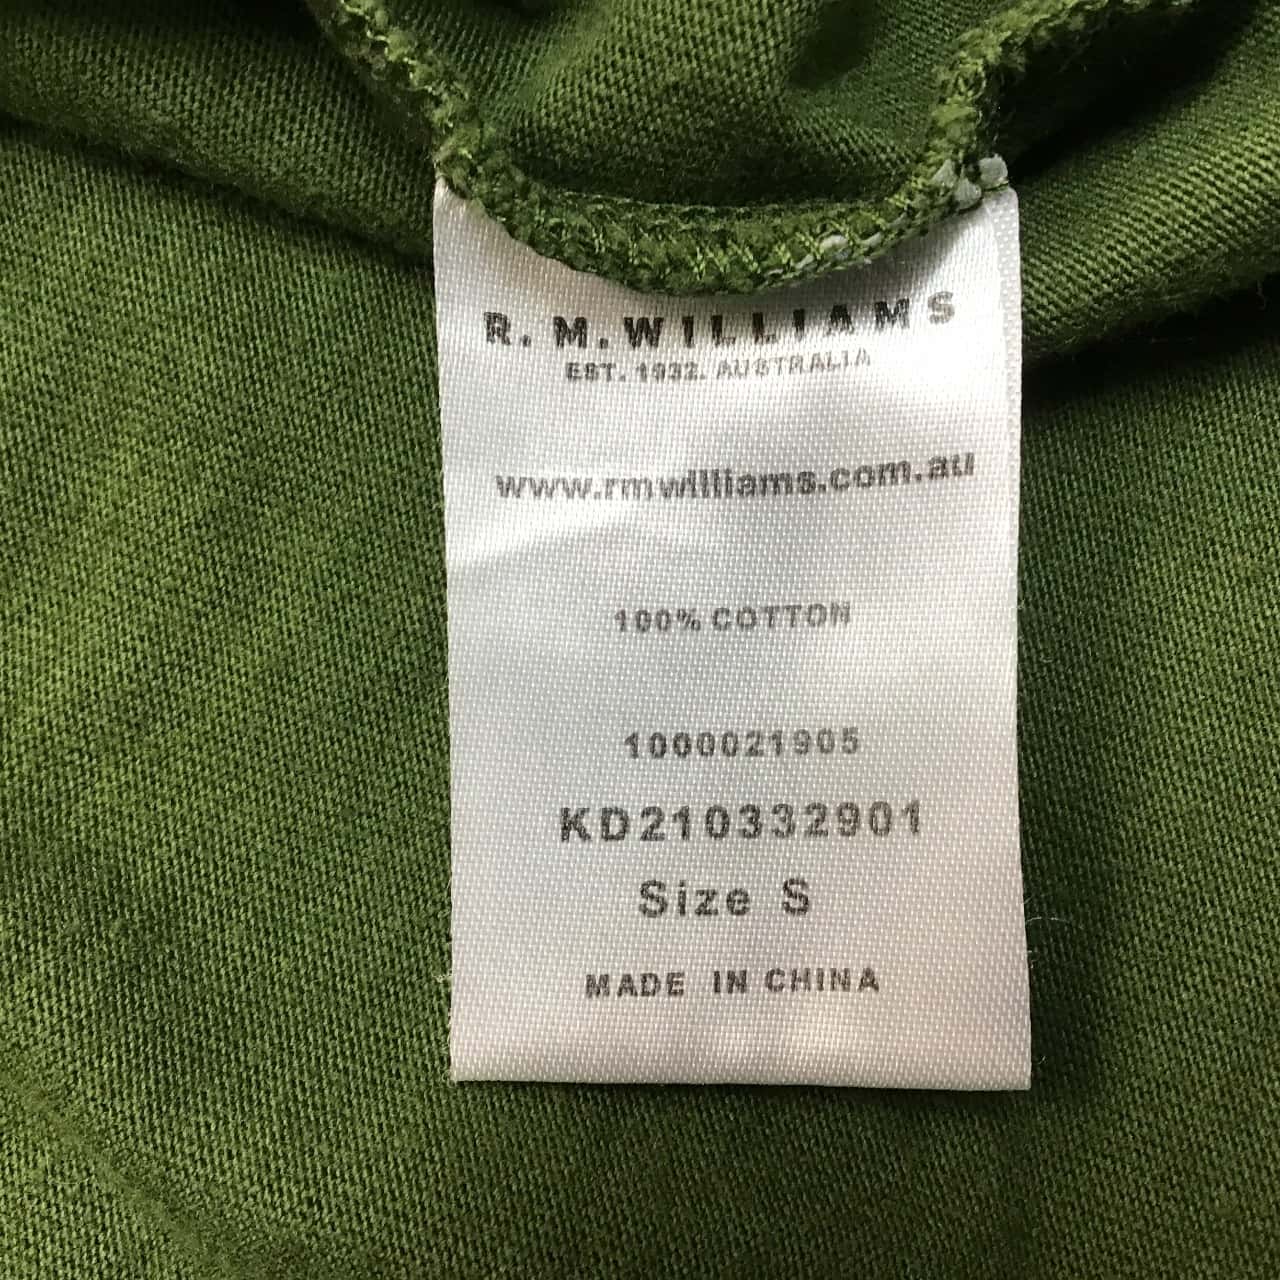 R.M.WILLIAMS
EST. 1932. AUSTRALIA
www.rmwilliams.com.au
100% COTTON
1000021905
KD210332901
Size S
MADE IN CHINA